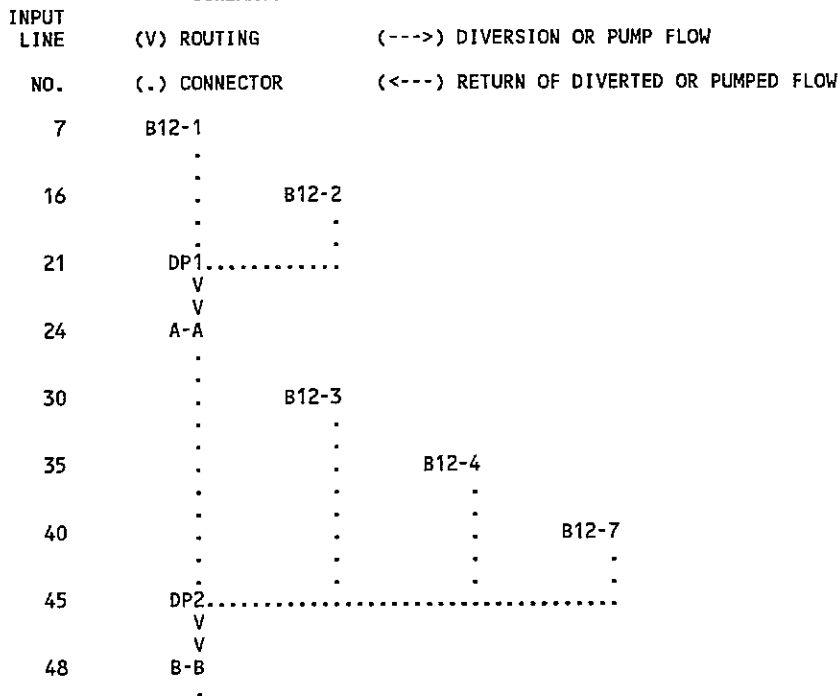 INPUT
LINE (V) ROUTING (--->) DIVERSION OR PUMP FLOW
NO. (.) CONNECTOR (<---) RETURN OF DIVERTED OR PUMPED FLOW
7 B12-1
.
.
16 . B12-2
. .
. .
21 DP1............
V
V
24 A-A
.
.
30 . B12-3
. .
. .
35 . . B12-4
. . .
. . .
40 . . . B12-7
. . . .
. . . .
45 DP2....................................
V
V
48 B-B
.